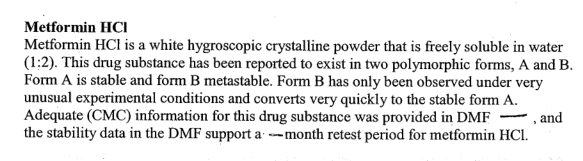 Metformin HCl
Metformin HCl is a white hygroscopic crystalline powder that is freely soluble in water
(1:2). This drug substance has been reported to exist in two polymorphic forms, A and B.
Form A is stable and form B metastable. Form B has only been observed under very
unusual experimental conditions and converts very quickly to the stable form A.
Adequate (CMC) information for this drug substance was provided in DMF — , and
the stability data in the DMF support a —month retest period for metformin HCl.